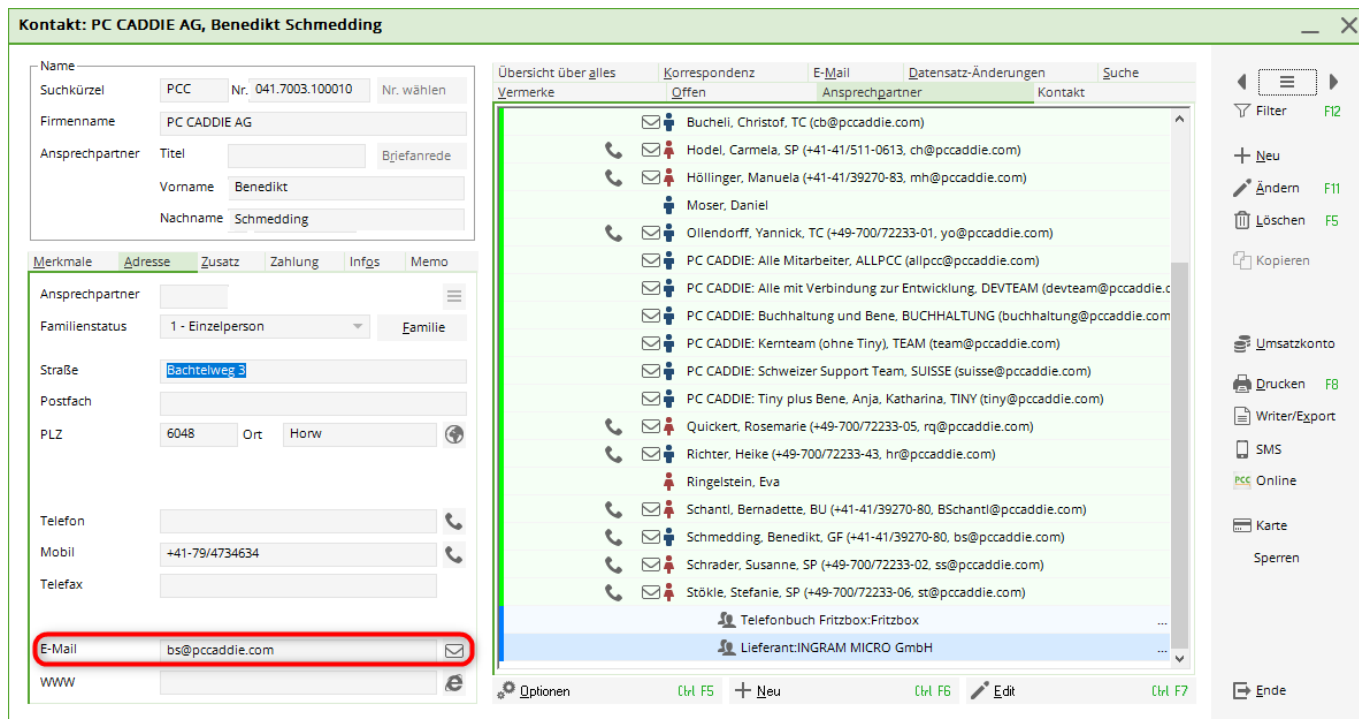 Kontakt: PC CADDIE AG, Benedikt Schmedding
Name
Suchkürzel PCC Nr. 041.7003.100010 Nr. wählen
Firmenname PC CADDIE AG
Ansprechpartner Titel Briefanrede
Vorname Benedikt
Nachname Schmedding
Merkmale Adresse Zusatz Zahlung Infos Memo
Ansprechpartner
Familienstatus 1 - Einzelperson Familie
Straße Bachtelweg 3
Postfach
PLZ 6048 Ort Horw
Telefon
Mobil +41-79/4734634
Telefax
E-Mail bs@pccaddie.com
WWW
Übersicht über alles Korrespondenz E-Mail Datensatz-Änderungen Suche
Vermerke Offen Ansprechpartner Kontakt
Bucheli, Christof, TC (cb@pccaddie.com)
Hodel, Carmela, SP (+41-41/511-0613, ch@pccaddie.com)
Höllinger, Manuela (+41-41/39270-83, mh@pccaddie.com)
Moser, Daniel
Ollendorff, Yannick, TC (+49-700/72233-01, yo@pccaddie.com)
PC CADDIE: Alle Mitarbeiter, ALLPCC (allpcc@pccaddie.com)
PC CADDIE: Alle mit Verbindung zur Entwicklung, DEVTEAM (devteam@pccaddie.c
PC CADDIE: Buchhaltung und Bene, BUCHHALTUNG (buchhaltung@pccaddie.com
PC CADDIE: Kernteam (ohne Tiny), TEAM (team@pccaddie.com)
PC CADDIE: Schweizer Support Team, SUISSE (suisse@pccaddie.com)
PC CADDIE: Tiny plus Bene, Anja, Katharina, TINY (tiny@pccaddie.com)
Quickert, Rosemarie (+49-700/72233-05, rq@pccaddie.com)
Richter, Heike (+49-700/72233-43, hr@pccaddie.com)
Ringelstein, Eva
Schantl, Bernadette, BU (+41-41/39270-80, BSchantl@pccaddie.com)
Schmedding, Benedikt, GF (+41-41/39270-80, bs@pccaddie.com)
Schrader, Susanne, SP (+49-700/72233-02, ss@pccaddie.com)
Stökle, Stefanie, SP (+49-700/72233-06, st@pccaddie.com)
Telefonbuch Fritzbox:Fritzbox ...
Lieferant:INGRAM MICRO GmbH ...
Optionen Ctrl F5 Neu Ctrl F6 Edit Ctrl F7
Filter F12
Neu
Ändern F11
Löschen F5
Kopieren
Umsatzkonto
Drucken F8
Writer/Export
SMS
PCC Online
Karte
Sperren
Ende